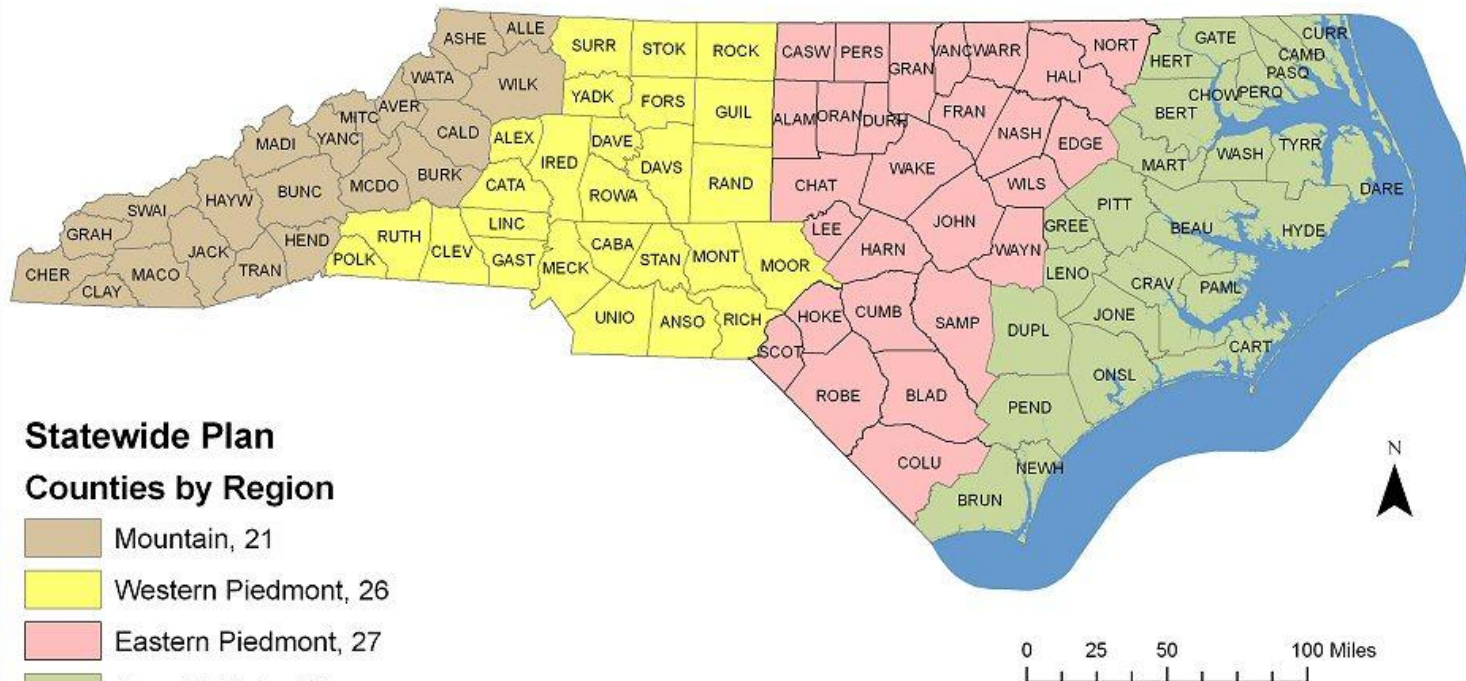 ASHE
ALLE
SURR
STOK
ROCK
CASW
PERS
GRAN
VANC
WARR
NORT
HERT
GATE
CURR
CAMD
PASQ
PERQ
CHOW
WATA
WILK
YADK
FORS
GUIL
ALAM
ORAN
DURH
FRAN
HALI
BERT
MITC
AVER
YANC
MADI
CALD
ALEX
IRED
DAVE
DAVS
NASH
EDGE
MART
WASH
TYRR
DARE
HAYW
BUNC
MCDO
BURK
CATA
ROWA
RAND
CHAT
WAKE
WILS
PITT
SWAI
GRAH
JACK
HEND
RUTH
LINC
LEE
JOHN
GREE
BEAU
HYDE
CHER
CLAY
MACO
TRAN
POLK
CLEV
GAST
MECK
CABA
STAN
MONT
MOOR
HARN
WAYN
LENO
CRAV
PAML
UNIO
ANSO
RICH
SCOT
HOKE
CUMB
SAMP
DUPL
JONE
CART
ROBE
BLAD
PEND
ONSL
COLU
NEWH
BRUN
N
Statewide Plan
Counties by Region
Mountain, 21
Western Piedmont, 26
Eastern Piedmont, 27
0 25 50 100 Miles